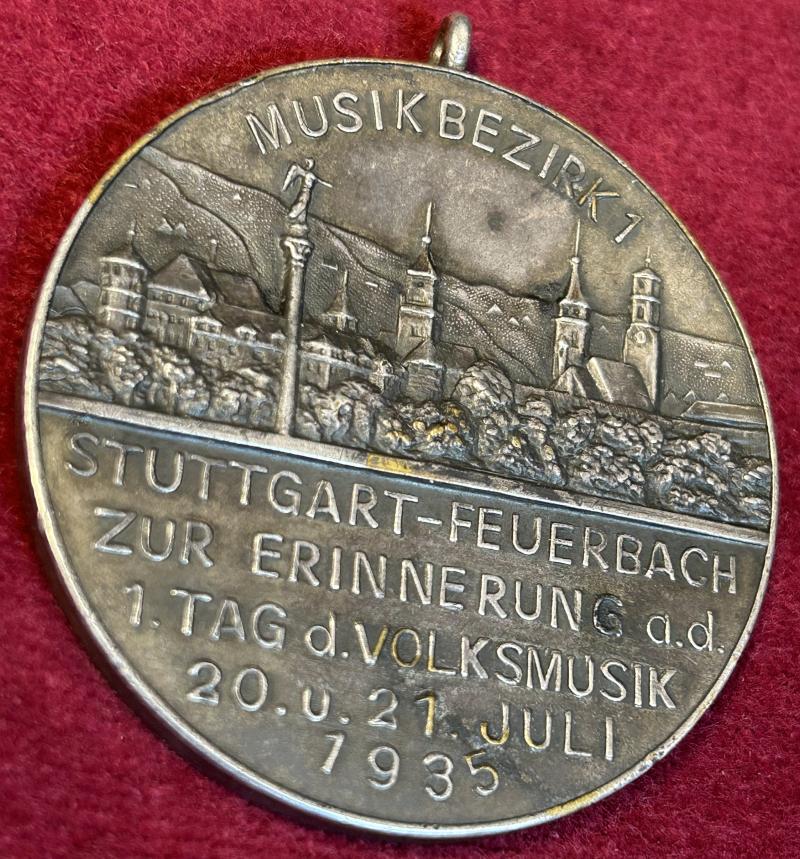 MUSIKBEZIRK 1
STUTTGART-FEUERBACH
ZUR ERINNERUNG a.d.
1. TAG d. VOLKSMUSIK
20. u. 21. JULI
1935